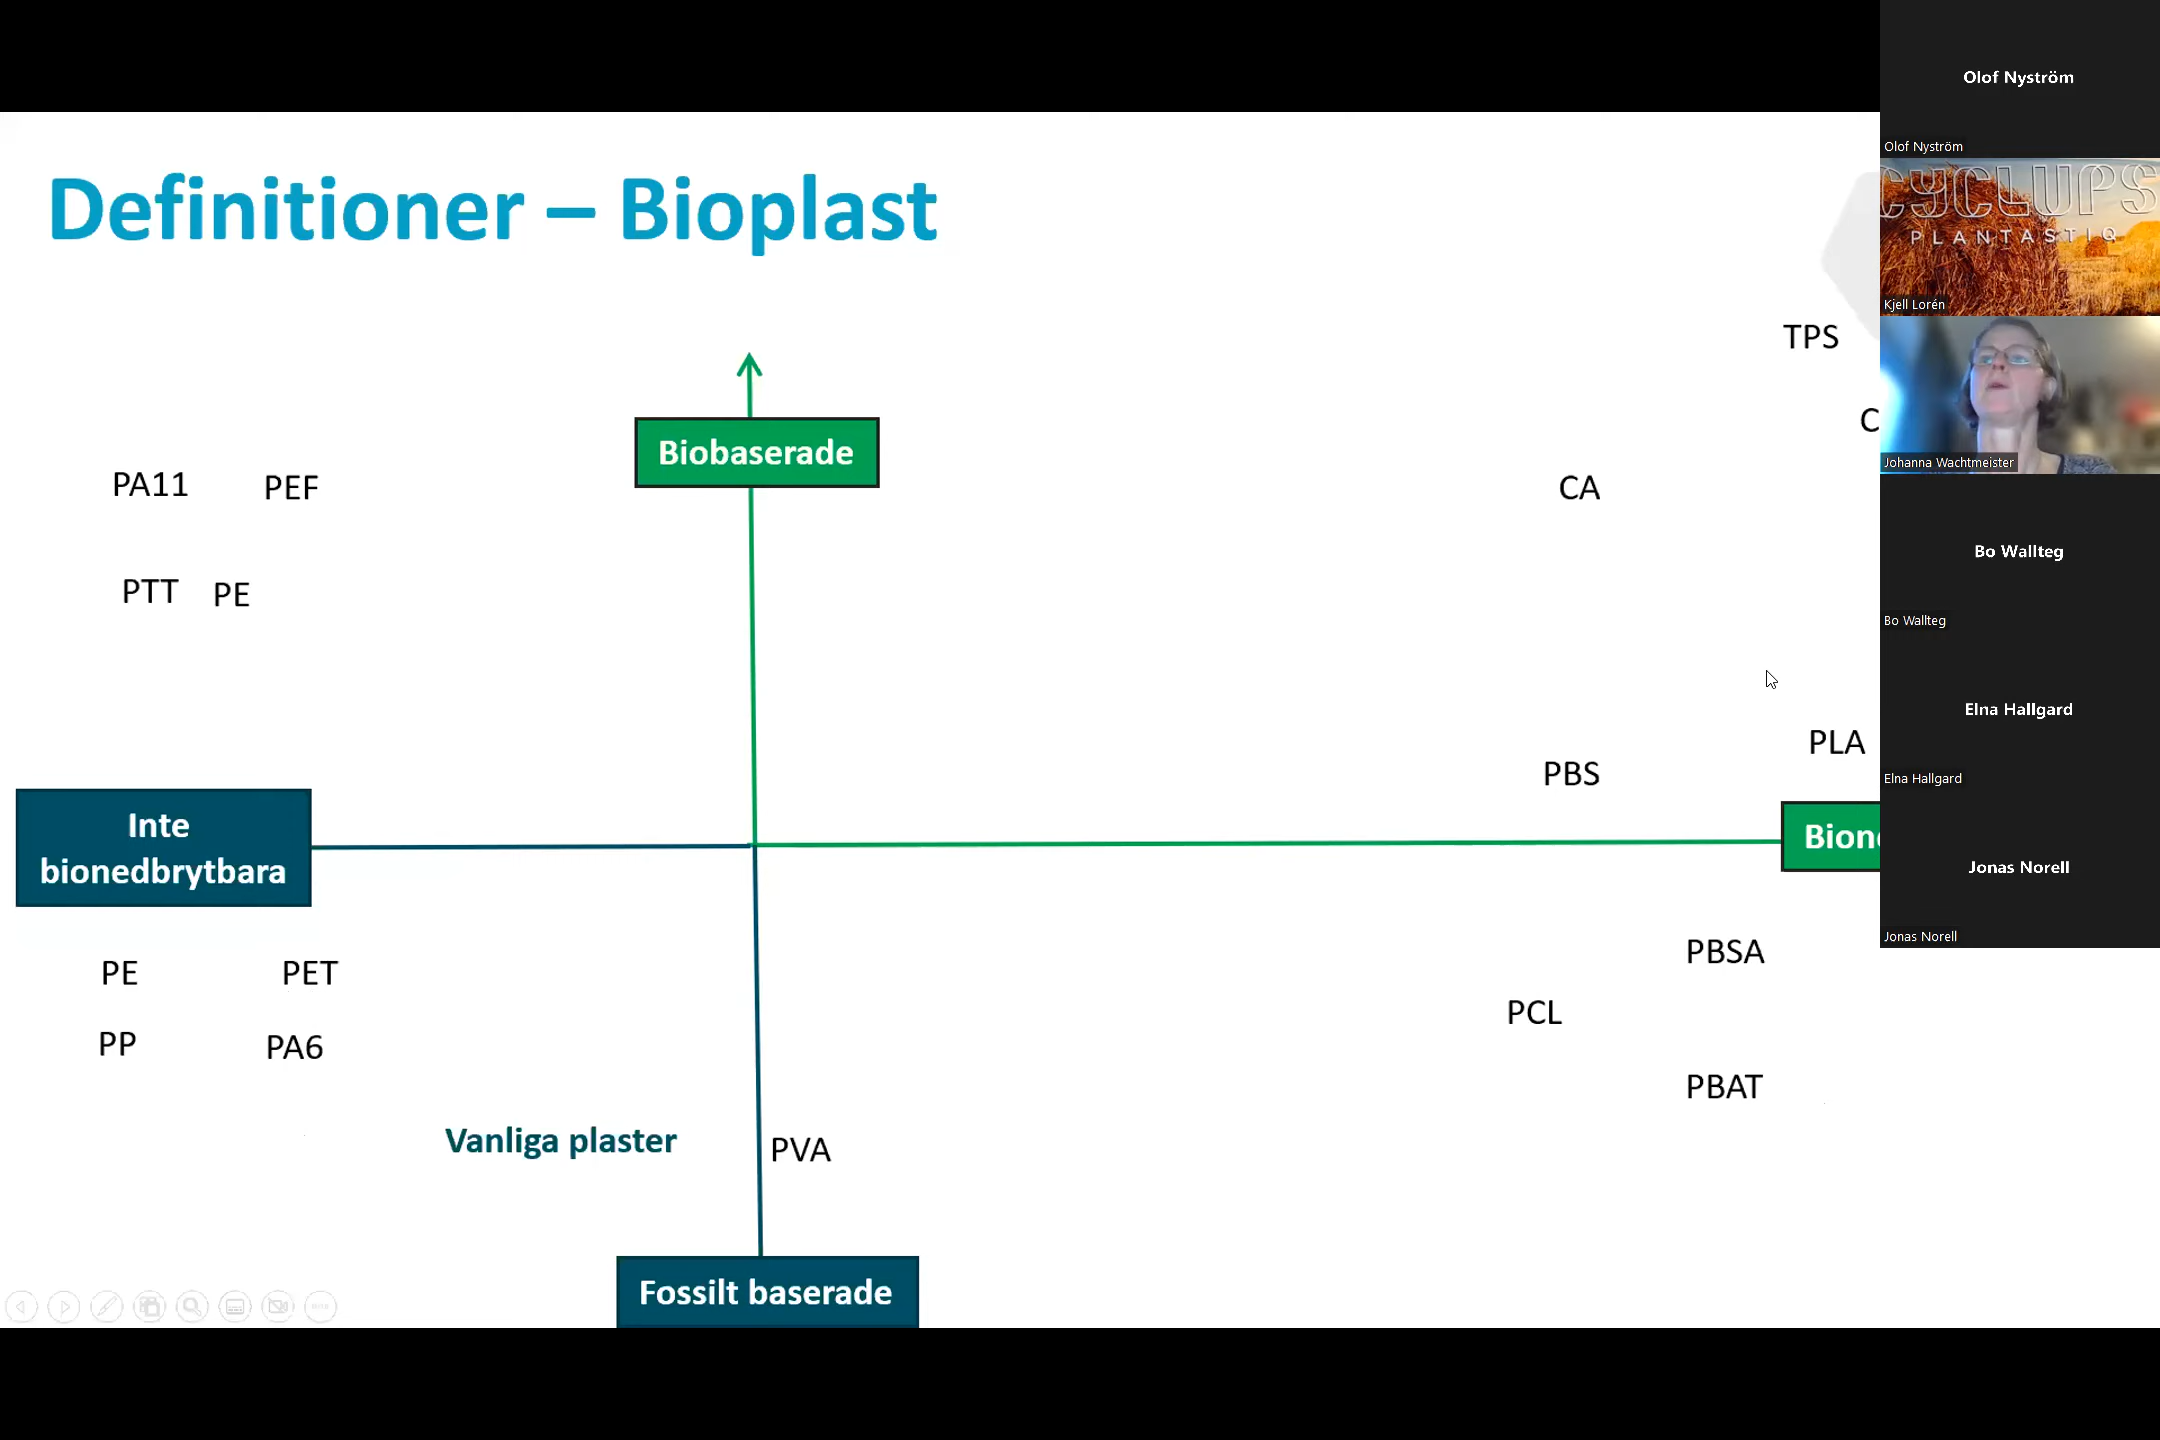 Definitioner – Bioplast
Biobaserade
PA11
PEF
PTT
PE
TPS
C
CA
PBS
PLA
Inte
bionedbrytbara
Bione
PE
PET
PP
PA6
Vanliga plaster
PVA
PBSA
PCL
PBAT
Fossilt baserade
Olof Nyström
Olof Nyström
CYCLUPS
PLANTASTIQ
Kjell Lorén
Johanna Wachtmeister
Bo Wallteg
Bo Wallteg
Elna Hallgard
Elna Hallgard
Jonas Norell
Jonas Norell